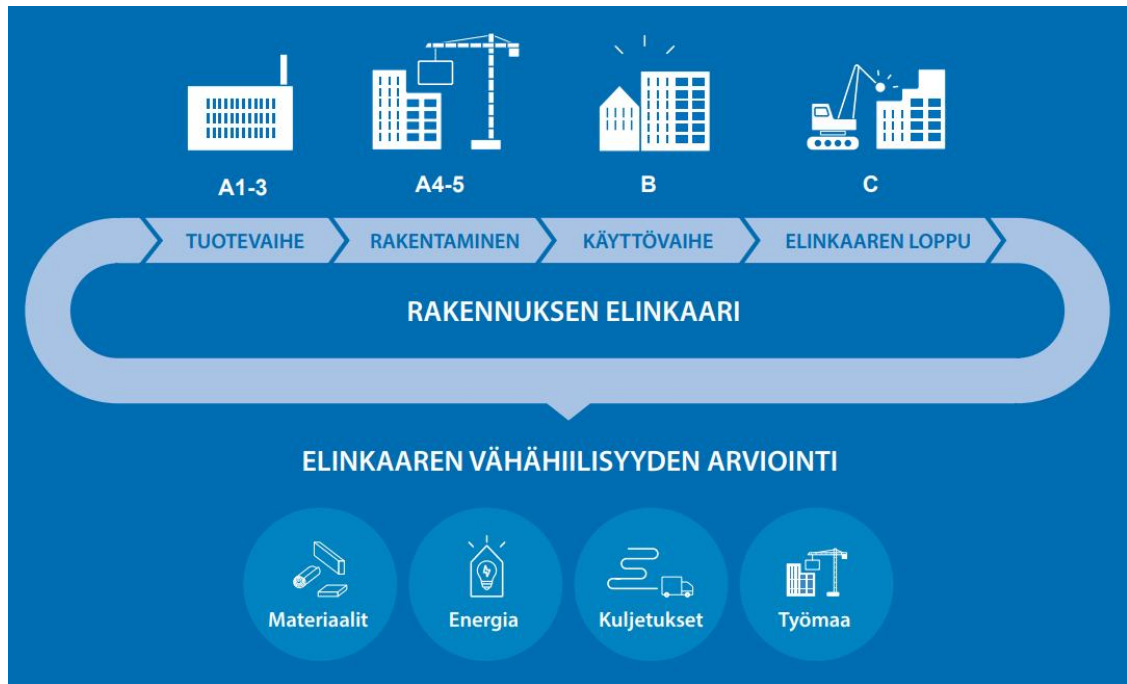 A1-3
A4-5
B
C
TUOTEVAIHE
RAKENTAMINEN
KÄYTTÖVAIHE
ELINKAAREN LOPPU
RAKENNUKSEN ELINKAARI
ELINKAAREN VÄHÄHIILISYYDEN ARVIOINTI
Materiaalit
Energia
Kuljetukset
Työmaa